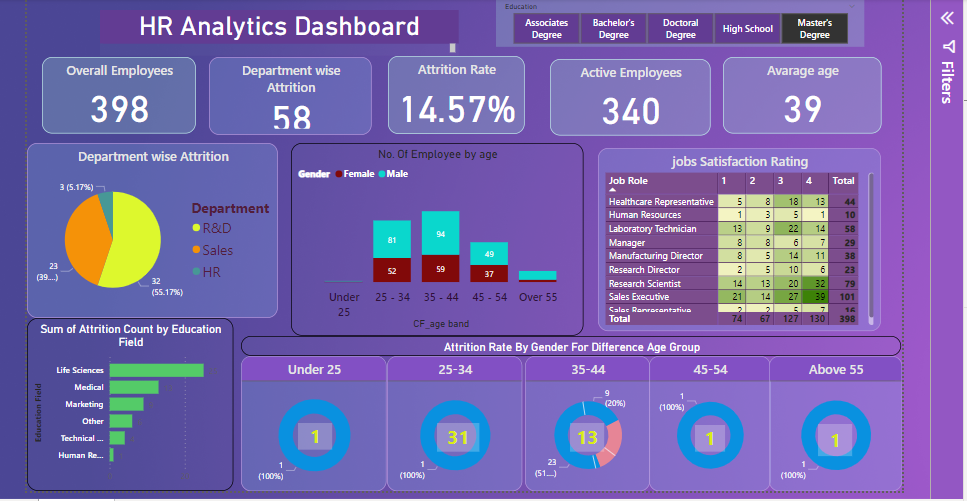 Education
HR Analytics Dashboard
Associates Degree
Bachelor's Degree
Doctoral Degree
High School
Master's Degree
Filters
Overall Employees
398
Department wise Attrition
58
Attrition Rate
14.57%
Active Employees
340
Avarage age
39
Department wise Attrition
3 (5.17%)
23 (39....)
32 (55.17%)
Department
R&D
Sales
HR
No. Of Employee by age
Gender Female Male
81
52
94
59
49
37
Under 25
25 - 34
35 - 44
45 - 54
Over 55
CF_age band
jobs Satisfaction Rating
Job Role 1 2 3 4 Total
Healthcare Representative 5 8 18 13 44
Human Resources 1 3 5 1 10
Laboratory Technician 13 9 22 14 58
Manager 8 8 6 7 29
Manufacturing Director 8 5 14 11 38
Research Director 2 5 10 6 23
Research Scientist 14 13 20 32 79
Sales Executive 21 14 27 39 101
Sales Representative 2 2 5 7 16
Total 74 67 127 130 398
Sum of Attrition Count by Education Field
Education Field
Life Sciences
Medical
Marketing
Other
Technical ...
Human Re...
Attrition Rate By Gender For Difference Age Group
Under 25
1
1 (100%)
25-34
31
1 (100%)
35-44
9 (20%)
13
23 (51....)
45-54
1 (100%)
1
Above 55
1
1 (100%)